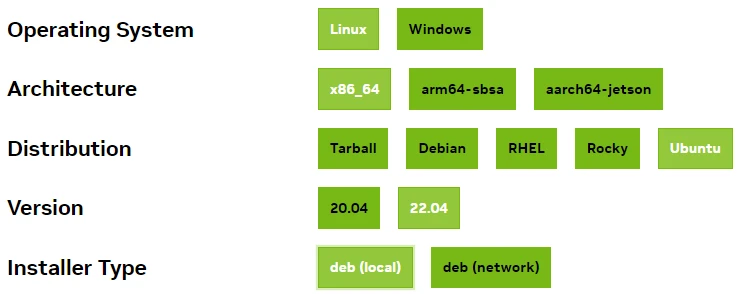 Operating System Linux Windows
Architecture x86_64 arm64-sbsa aarch64-jetson
Distribution Tarball Debian RHEL Rocky Ubuntu
Version 20.04 22.04
Installer Type deb (local) deb (network)